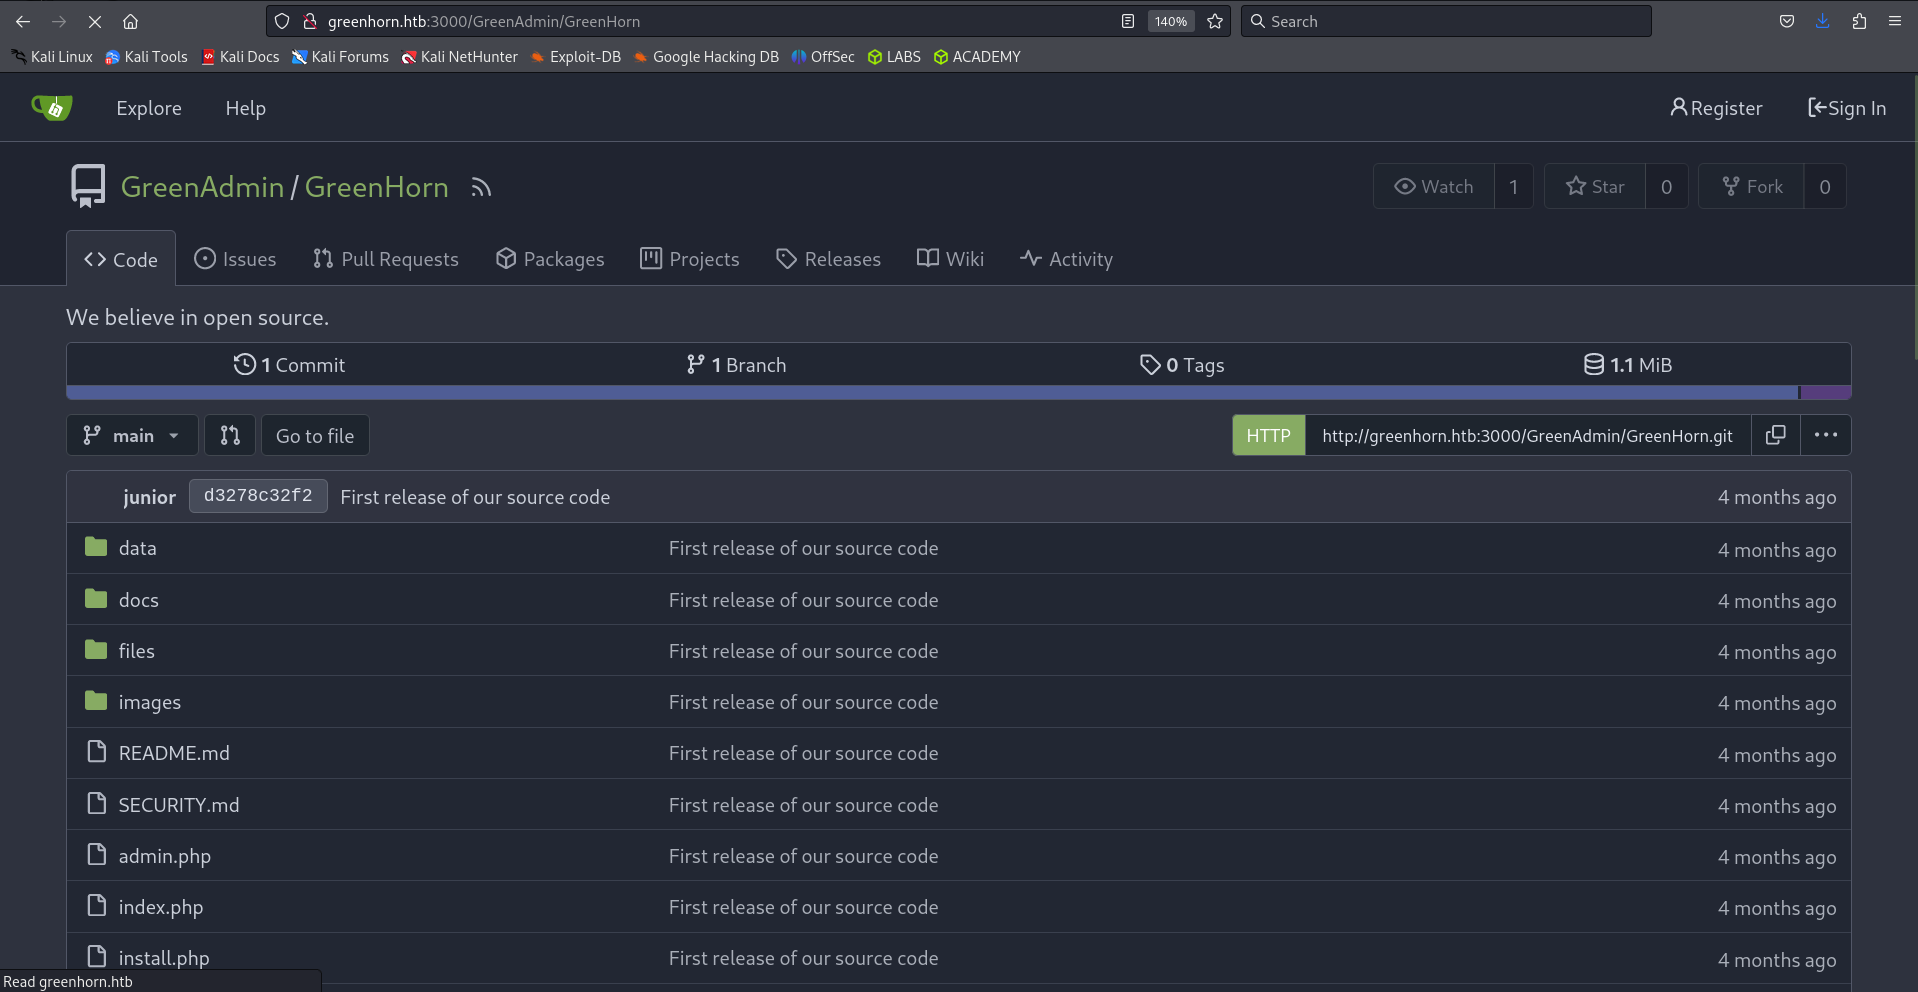 greenhorn.htb:3000/GreenAdmin/GreenHorn 140% Search
Kali Linux Kali Tools Kali Docs Kali Forums Kali NetHunter Exploit-DB Google Hacking DB OffSec LABS ACADEMY
Explore Help Register Sign In
GreenAdmin / GreenHorn Watch 1 Star 0 Fork 0
Code Issues Pull Requests Packages Projects Releases Wiki Activity
We believe in open source.
1 Commit 1 Branch 0 Tags 1.1 MiB
main Go to file HTTP http://greenhorn.htb:3000/GreenAdmin/GreenHorn.git
junior d3278c32f2 First release of our source code 4 months ago
data First release of our source code 4 months ago
docs First release of our source code 4 months ago
files First release of our source code 4 months ago
images First release of our source code 4 months ago
README.md First release of our source code 4 months ago
SECURITY.md First release of our source code 4 months ago
admin.php First release of our source code 4 months ago
index.php First release of our source code 4 months ago
install.php First release of our source code 4 months ago
Read greenhorn.htb